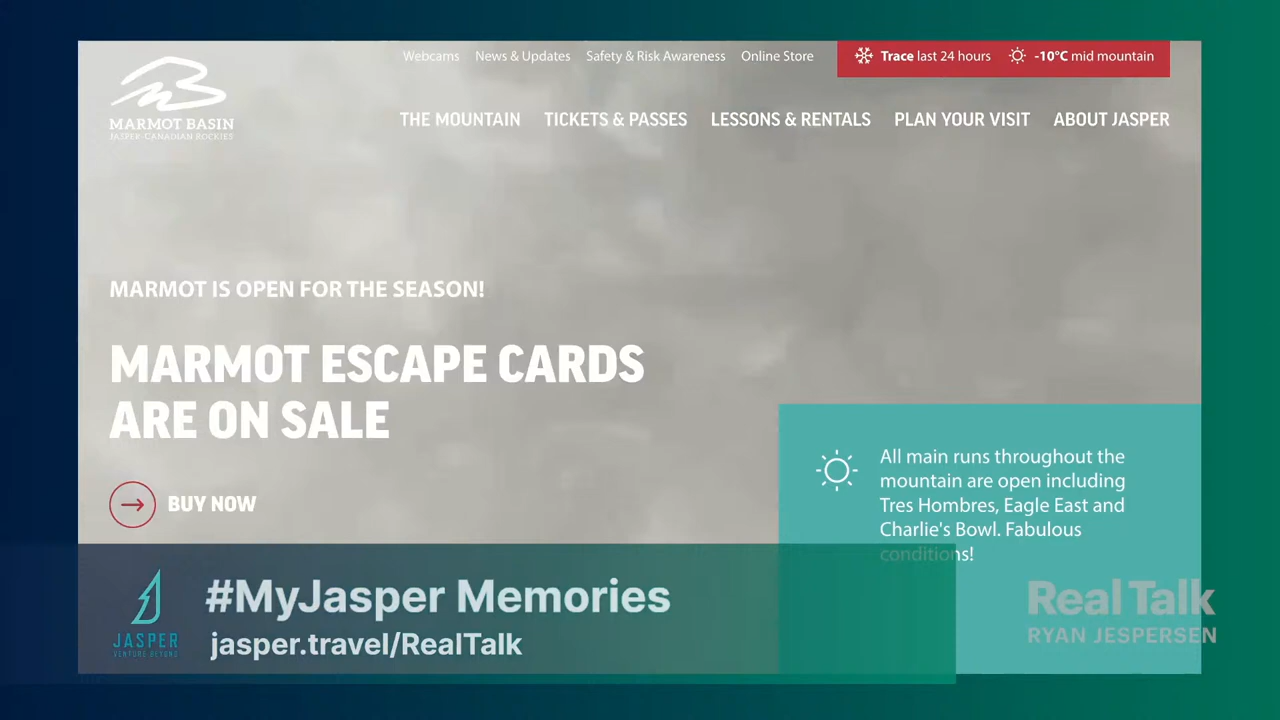 Webcams News & Updates Safety & Risk Awareness Online Store
Trace last 24 hours -10°C mid mountain
MARMOT BASIN
JASPER-CANADIAN ROCKIES
THE MOUNTAIN TICKETS & PASSES LESSONS & RENTALS PLAN YOUR VISIT ABOUT JASPER
MARMOT IS OPEN FOR THE SEASON!
MARMOT ESCAPE CARDS
ARE ON SALE
BUY NOW
All main runs throughout the
mountain are open including
Tres Hombres, Eagle East and
Charlie's Bowl. Fabulous
conditions!
JASPER
VENTURE BEYOND
#MyJasper Memories
jasper.travel/RealTalk
Real Talk
RYAN JESPERSEN